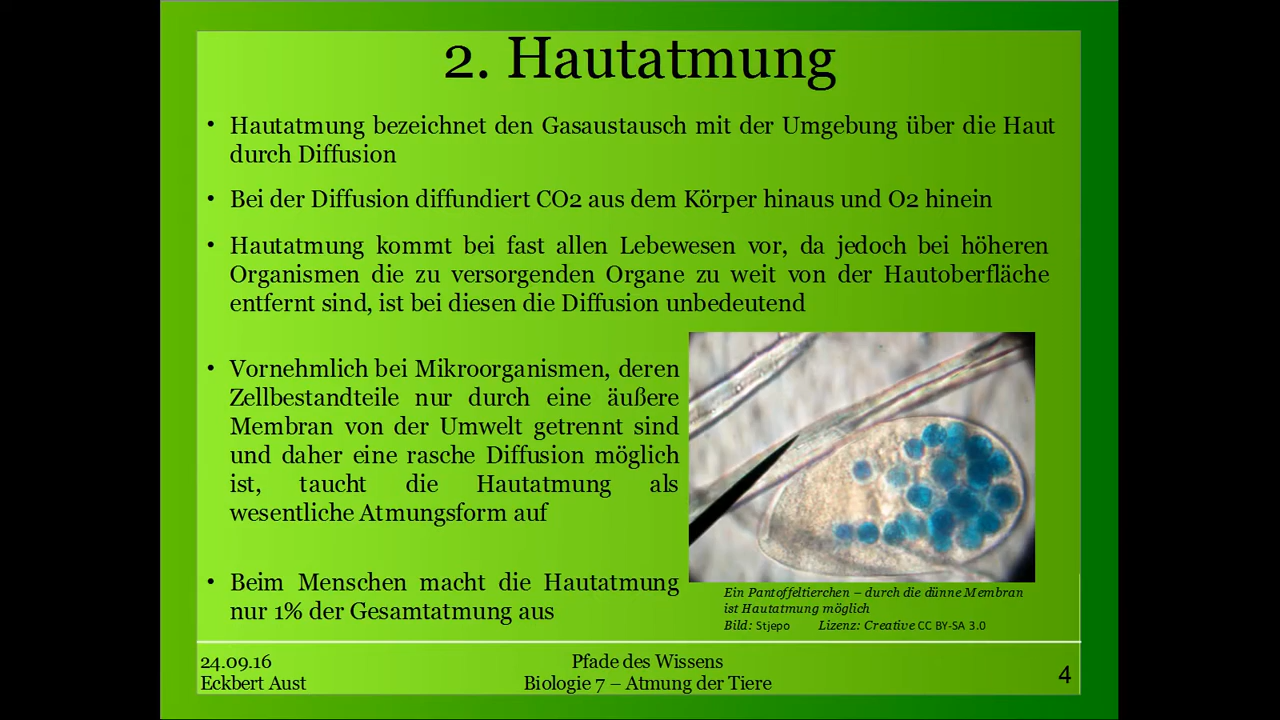 2. Hautatmung
• Hautatmung bezeichnet den Gasaustausch mit der Umgebung über die Haut
durch Diffusion
• Bei der Diffusion diffundiert CO2 aus dem Körper hinaus und O2 hinein
• Hautatmung kommt bei fast allen Lebewesen vor, da jedoch bei höheren
Organismen die zu versorgenden Organe zu weit von der Hautoberfläche
entfernt sind, ist bei diesen die Diffusion unbedeutend
• Vornehmlich bei Mikroorganismen, deren
Zellbestandteile nur durch eine äußere
Membran von der Umwelt getrennt sind
und daher eine rasche Diffusion möglich
ist, taucht die Hautatmung als
wesentliche Atmungsform auf
• Beim Menschen macht die Hautatmung
nur 1% der Gesamtatmung aus
Ein Pantoffeltierchen – durch die dünne Membran
ist Hautatmung möglich
Bild: Stjepo Lizenz: Creative CC BY-SA 3.0
24.09.16
Eckbert Aust
Pfade des Wissens
Biologie 7 – Atmung der Tiere
4